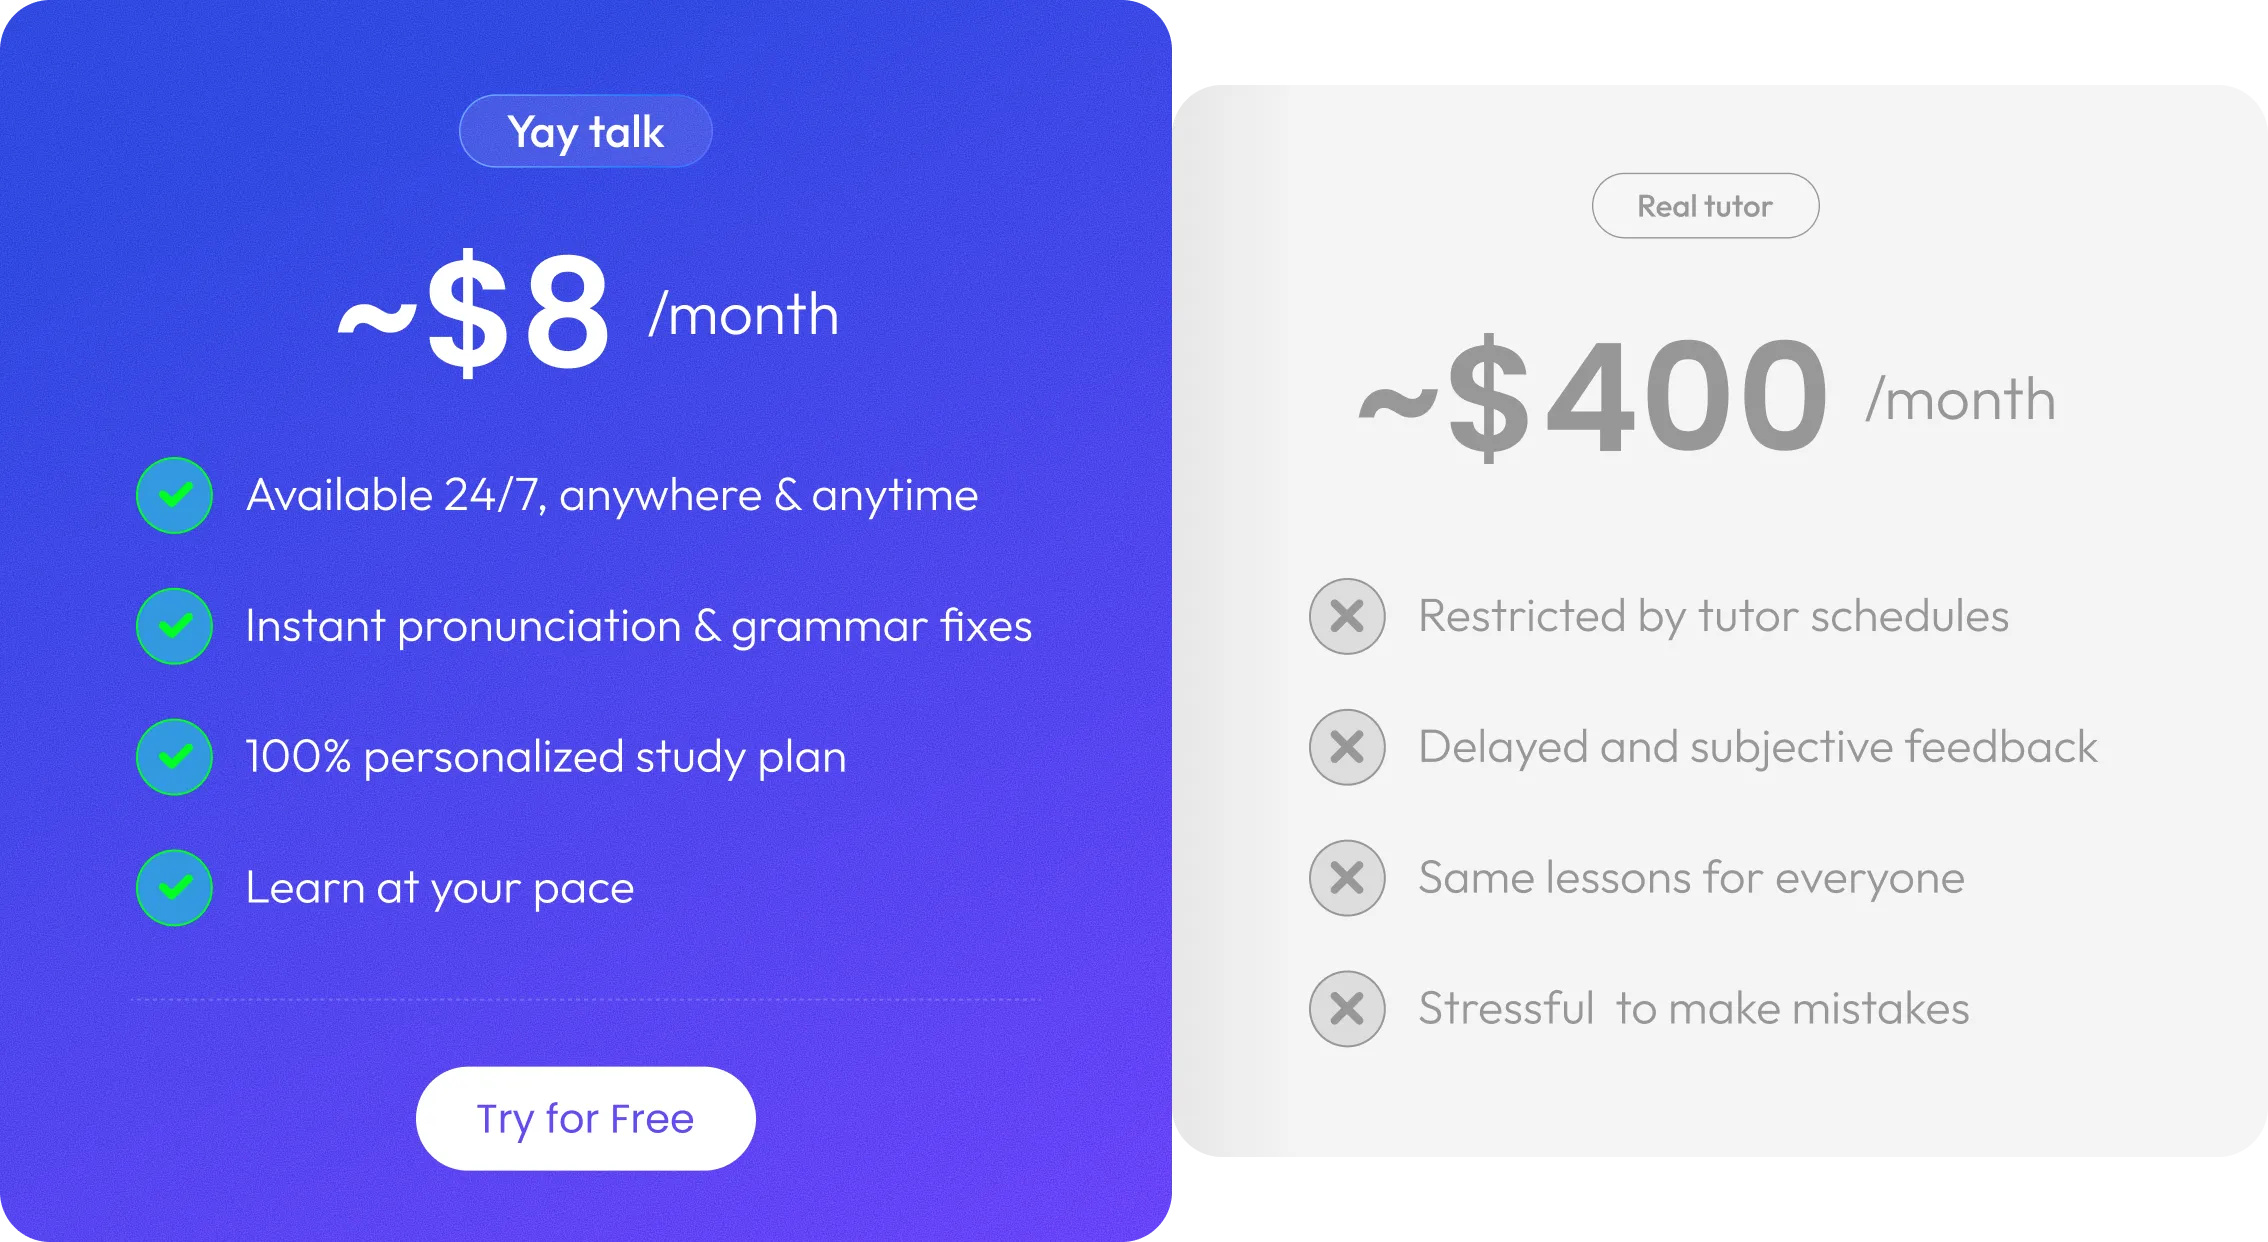 Yay talk
~$8 /month
Available 24/7, anywhere & anytime
Instant pronunciation & grammar fixes
100% personalized study plan
Learn at your pace
Try for Free
Real tutor
~$400 /month
Restricted by tutor schedules
Delayed and subjective feedback
Same lessons for everyone
Stressful  to make mistakes